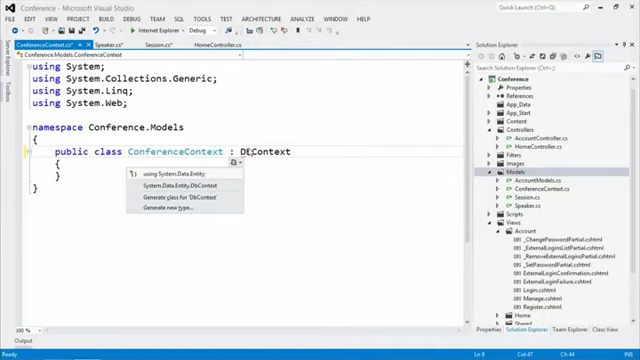 Conference - Microsoft Visual Studio
Quick Launch (Ctrl+Q)
FILE EDIT VIEW PROJECT BUILD DEBUG TEAM SQL TOOLS TEST ARCHITECTURE ANALYZE WINDOW HELP
Internet Explorer Debug
Server Explorer
Toolbox
ConferenceContext.cs* Speaker.cs* Session.cs* HomeController.cs
Conference.Models.ConferenceContext
using System;
using System.Collections.Generic;
using System.Linq;
using System.Web;
namespace Conference.Models
{
public class ConferenceContext : DbContext
{
}
}
using System.Data.Entity;
System.Data.Entity.DbContext
Generate class for 'DbContext'
Generate new type...
100 %
Output
Solution Explorer
Search Solution Explorer (Ctrl+;)
Conference
Properties
References
App_Data
App_Start
Content
Controllers
AccountController.cs
HomeController.cs
Filters
Images
Models
AccountModels.cs
ConferenceContext.cs
Session.cs
Speaker.cs
Scripts
Views
Account
_ChangePasswordPartial.cshtml
_ExternalLoginsListPartial.cshtml
_RemoveExternalLoginPartial.cshtml
_SetPasswordPartial.cshtml
ExternalLoginConfirmation.cshtml
ExternalLoginFailure.cshtml
Login.cshtml
Manage.cshtml
Register.cshtml
Home
Shared
Properties Solution Explorer Team Explorer Class View
Ln 8 Col 47 Ch 44 INS